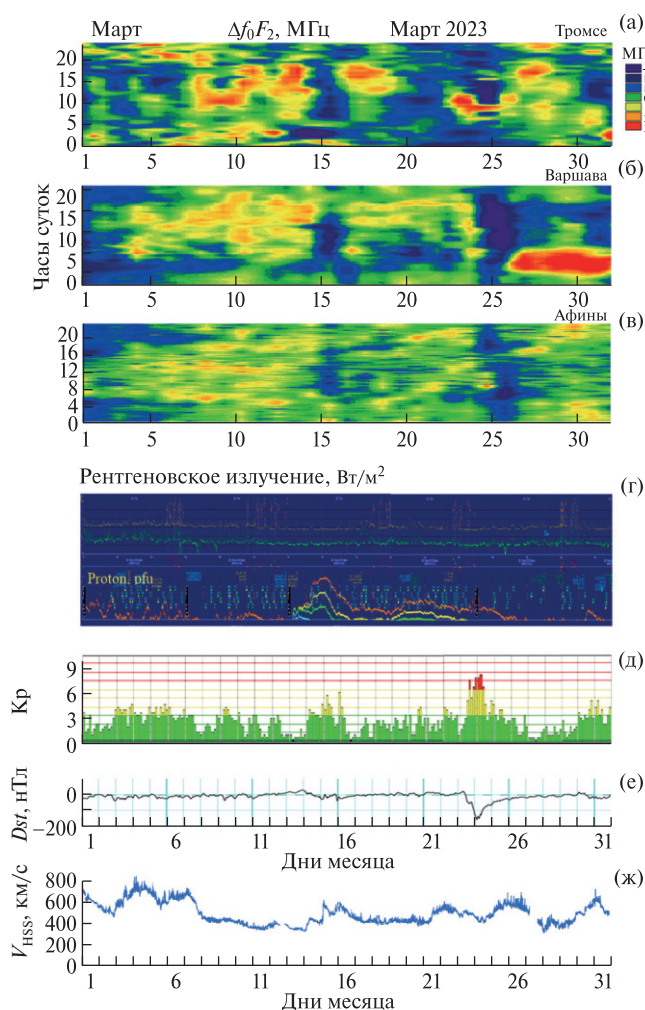 Март Δf₀F₂, МГц Март 2023 Тромсе (а)
МГ
20
15
10
5
0
1 5 10 15 20 25 30
Варшава (б)
Часы суток
20
15
10
5
0
1 5 10 15 20 25 30
Афины (в)
20
16
12
8
4
0
1 5 10 15 20 25 30
Рентгеновское излучение, Вт/м² (г)
Proton, pfu
(д)
Kp
9
6
3
0
(е)
Dst, нТл
0
−200
1 6 11 16 21 26 31
Дни месяца
(ж)
V_HSS, км/с
800
600
400
200
0
1 6 11 16 21 26 31
Дни месяца